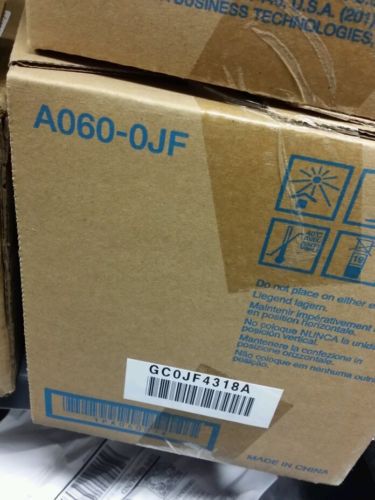 U.S.A. (201)
BUSINESS TECHNOLOGIES,
A060-0JF
40°C
Do not place on either e
Liegend lagern.
Maintenir impérativement
en position horizontale.
No coloque NUNCA la unida
posición vertical.
Mantenere la confezione in
posizione orizzontale.
Não coloque-o em nenhuma outra
posição.
GC0JF4318A
MADE IN CHINA